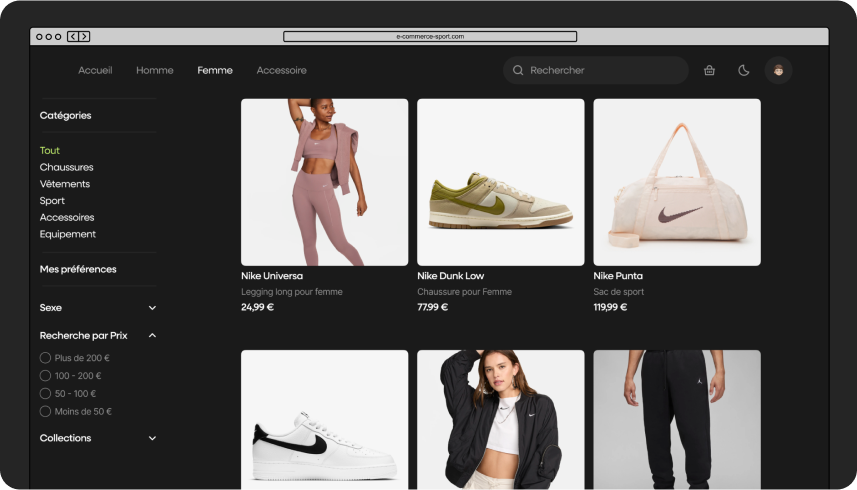 e-commerce-sport.com
Accueil Homme Femme Accessoire Rechercher
Catégories
Tout
Chaussures
Vêtements
Sport
Accessoires
Equipement
Mes préférences
Sexe
Recherche par Prix
Plus de 200 €
100 - 200 €
50 - 100 €
Moins de 50 €
Collections
Nike Universa
Legging long pour femme
24,99 €
Nike Dunk Low
Chaussure pour Femme
77.99 €
Nike Punta
Sac de sport
119,99 €